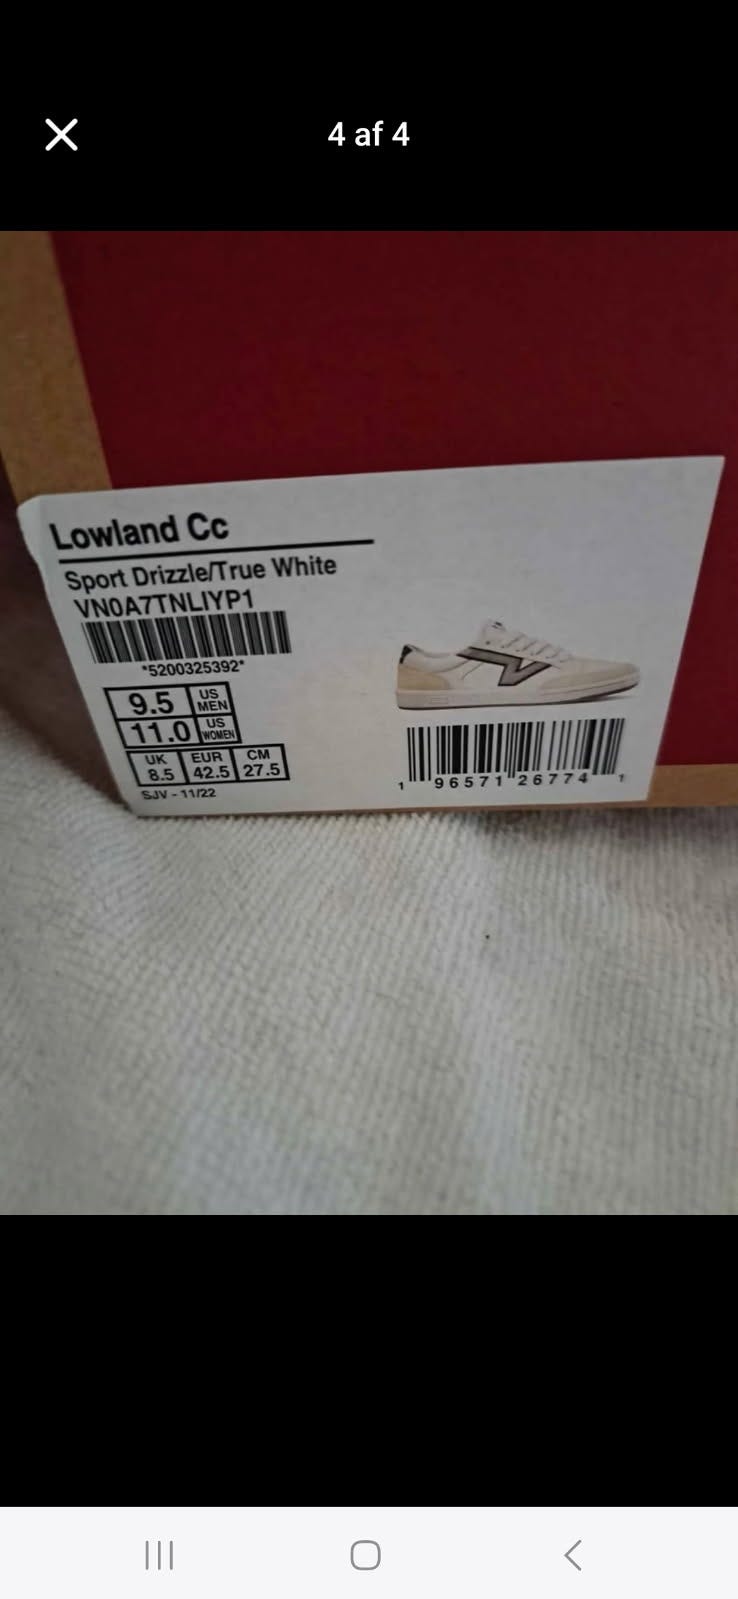 4 af 4
Lowland Cc
Sport Drizzle/True White
VN0A7TNLIYP1
*5200325392*
9.5 US MEN
11.0 US WOMEN
UK 8.5 EUR 42.5 CM 27.5
SJV - 11/22
1 96571 26774 1